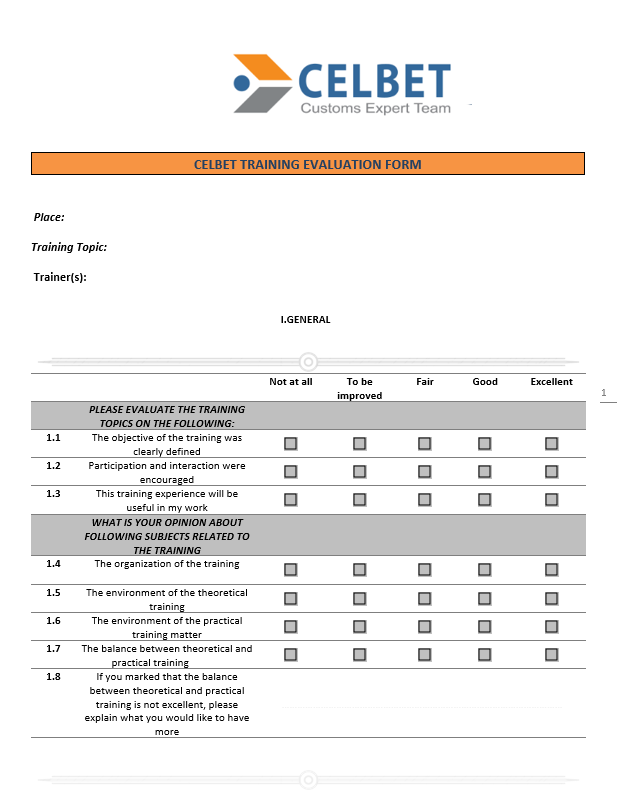 CELBET
Customs Expert Team
CELBET TRAINING EVALUATION FORM
Place:
Training Topic:
Trainer(s):
I.GENERAL
Not at all To be Fair Good Excellent
improved
1
PLEASE EVALUATE THE TRAINING
TOPICS ON THE FOLLOWING:
1.1 The objective of the training was
clearly defined
1.2 Participation and interaction were
encouraged
1.3 This training experience will be
useful in my work
WHAT IS YOUR OPINION ABOUT
FOLLOWING SUBJECTS RELATED TO
THE TRAINING
1.4 The organization of the training
1.5 The environment of the theoretical
training
1.6 The environment of the practical
training matter
1.7 The balance between theoretical and
practical training
1.8 If you marked that the balance
between theoretical and practical
training is not excellent, please
explain what you would like to have
more